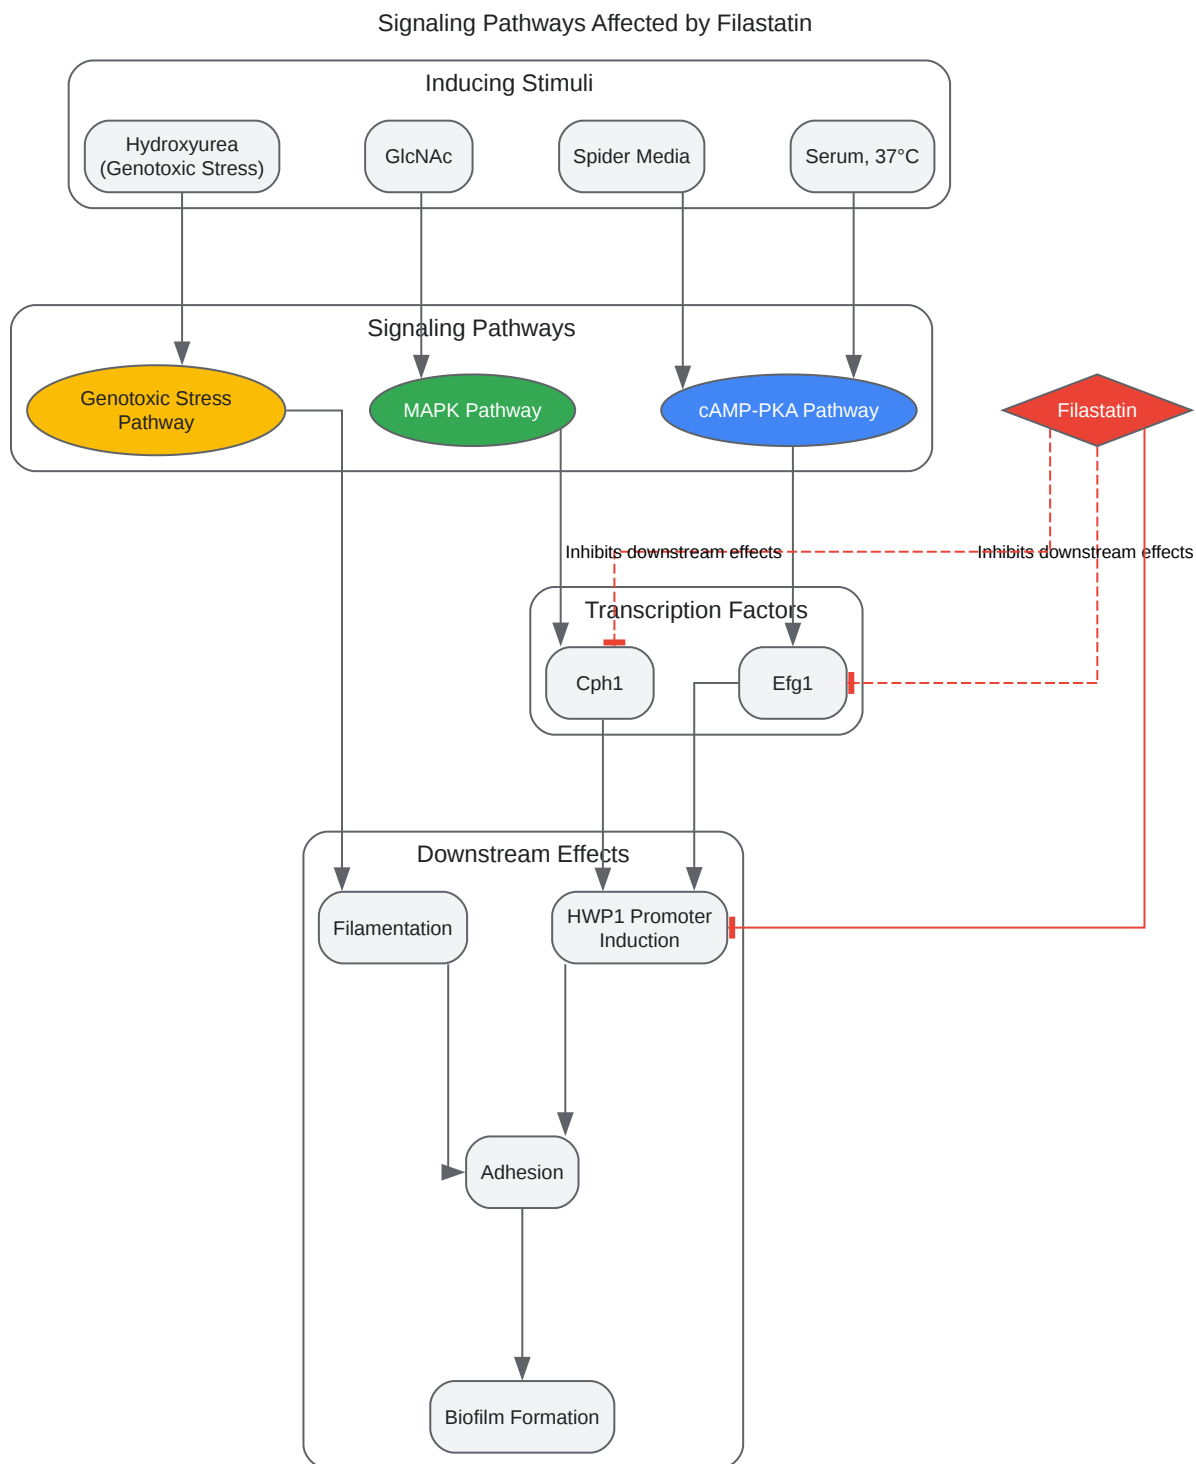 Signaling Pathways Affected by Filastatin
Inducing Stimuli
Hydroxyurea
(Genotoxic Stress)
GlcNAc
Spider Media
Serum, 37°C
Signaling Pathways
Genotoxic Stress
Pathway
MAPK Pathway
cAMP-PKA Pathway
Filastatin
Inhibits downstream effects
Inhibits downstream effects
Transcription Factors
Cph1
Efg1
Downstream Effects
Filamentation
HWP1 Promoter
Induction
Adhesion
Biofilm Formation